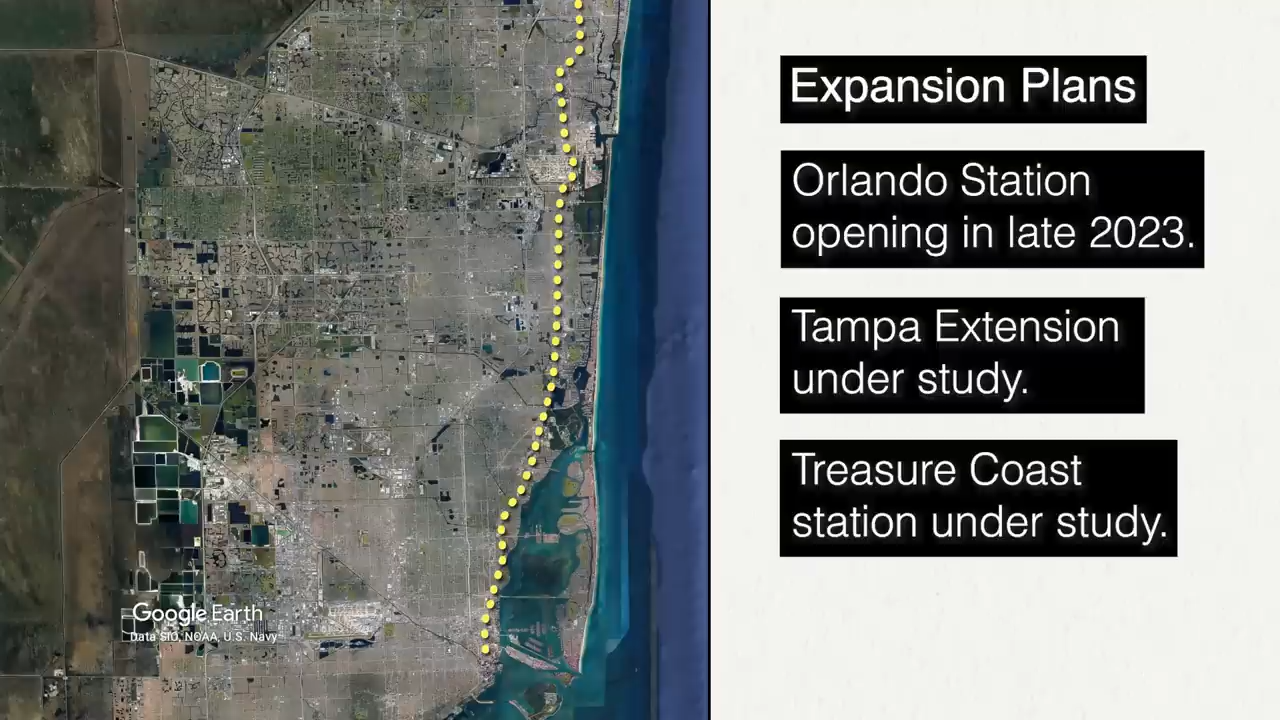 Expansion Plans
Orlando Station
opening in late 2023.
Tampa Extension
under study.
Treasure Coast
station under study.
Google Earth
Data SIO, NOAA, U.S. Navy